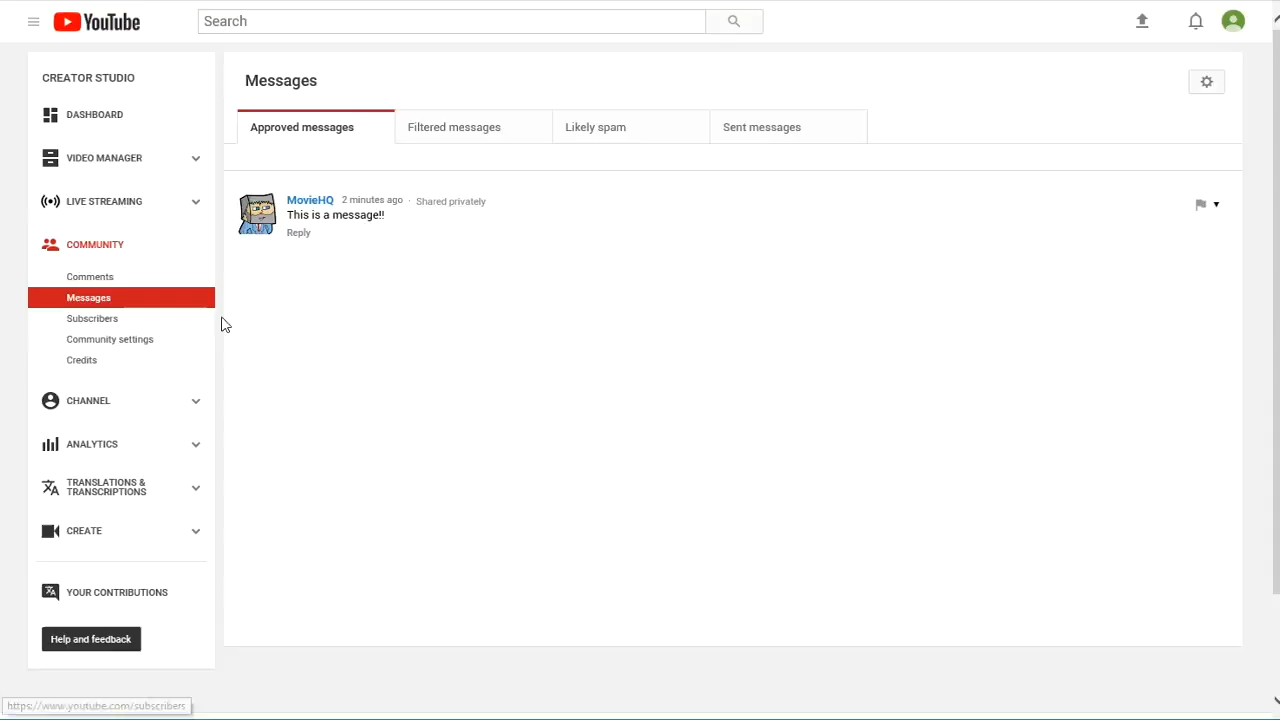 YouTube
Search
CREATOR STUDIO
DASHBOARD
VIDEO MANAGER
LIVE STREAMING
COMMUNITY
Comments
Messages
Subscribers
Community settings
Credits
CHANNEL
ANALYTICS
TRANSLATIONS &
TRANSCRIPTIONS
CREATE
YOUR CONTRIBUTIONS
Help and feedback
Messages
Approved messages
Filtered messages
Likely spam
Sent messages
MovieHQ 2 minutes ago · Shared privately
This is a message!!
Reply
https://www.youtube.com/subscribers